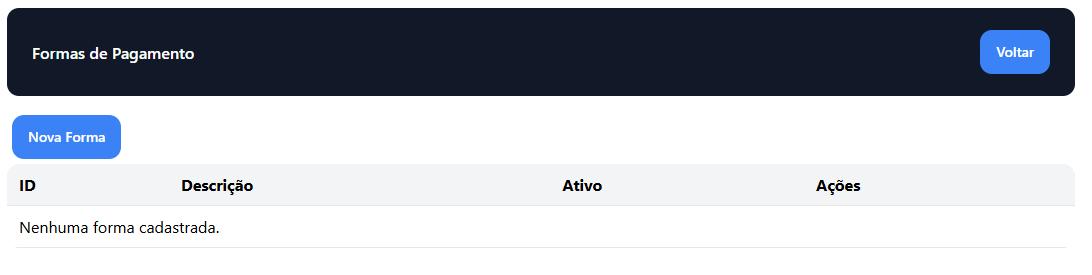 Formas de Pagamento
Voltar
Nova Forma
ID Descrição Ativo Ações
Nenhuma forma cadastrada.